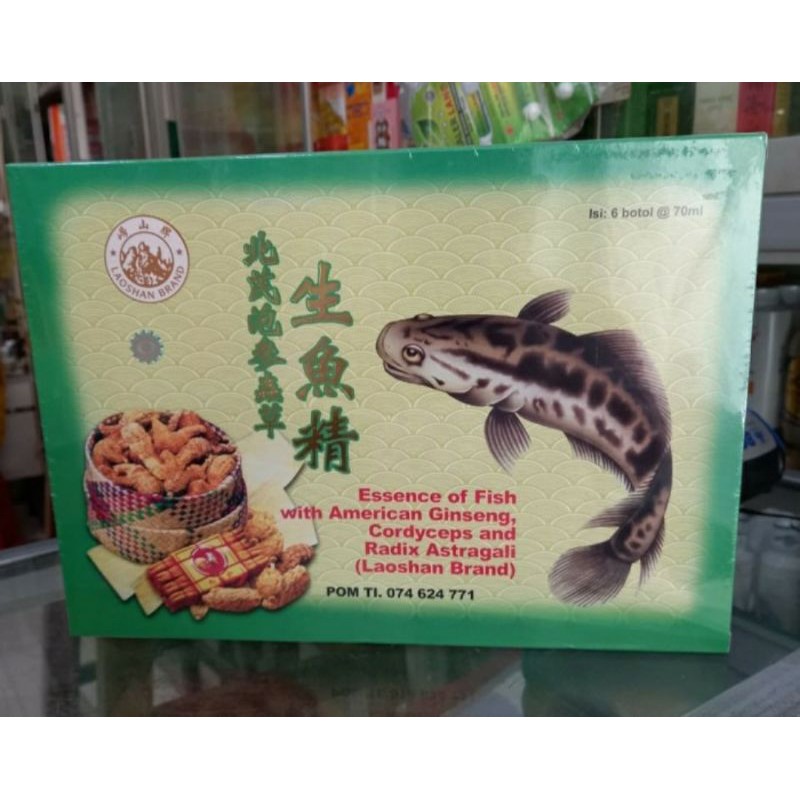 嶗山牌
LAOSHAN BRAND
Isi: 6 botol @ 70ml
生魚精
北芪泡參蟲草
Essence of Fish
with American Ginseng,
Cordyceps and
Radix Astragali
(Laoshan Brand)
POM TI. 074 624 771